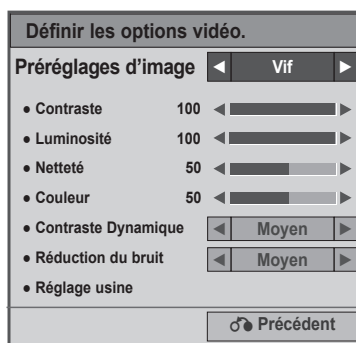 Définir les options vidéo.
Préréglages d'image ◀ Vif ▶
● Contraste 100
● Luminosité 100
● Netteté 50
● Couleur 50
● Contraste Dynamique ◀ Moyen ▶
● Réduction du bruit ◀ Moyen ▶
● Réglage usine
Précédent